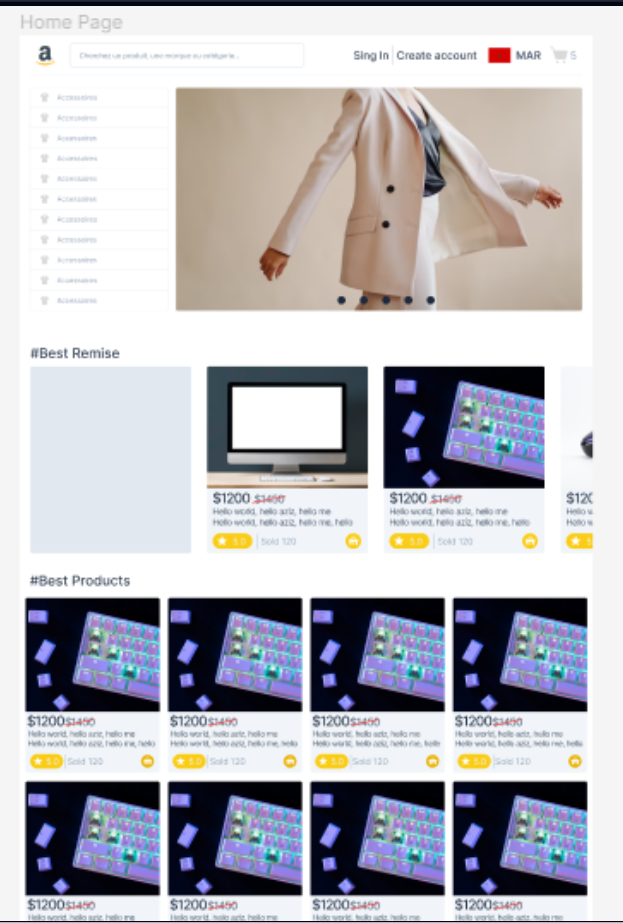 Home Page
a
Cherchez un produit, une marque ou catégorie...
Sing In
Create account
MAR
5
Accessoires
Accessoires
Accessoires
Accessoires
Accessoires
Accessoires
Accessoires
Accessoires
Accessoires
Accessoires
Accessoires
#Best Remise
$1200 $1450
Hello world, hello aziz, hello me
Hello world, hello aziz, hello me, hello
5.0 Sold 120
$1200 $1450
Hello world, hello aziz, hello me
Hello world, hello aziz, hello me, hello
5.0 Sold 120
$120
Hello w
Hello w
5.
#Best Products
$1200 $1450
Hello world, hello aziz, hello me
Hello world, hello aziz, hello me, hello
5.0 Sold 120
$1200 $1450
Hello world, hello aziz, hello me
Hello world, hello aziz, hello me, hello
5.0 Sold 120
$1200 $1450
Hello world, hello aziz, hello me
Hello world, hello aziz, hello me, hello
5.0 Sold 120
$1200 $1450
Hello world, hello aziz, hello me
Hello world, hello aziz, hello me, hello
5.0 Sold 120
$1200 $1450
Hello world, hello aziz, hello me
$1200 $1450
Hello world, hello aziz, hello me
$1200 $1450
Hello world, hello aziz, hello me
$1200 $1450
Hello world, hello aziz, hello me